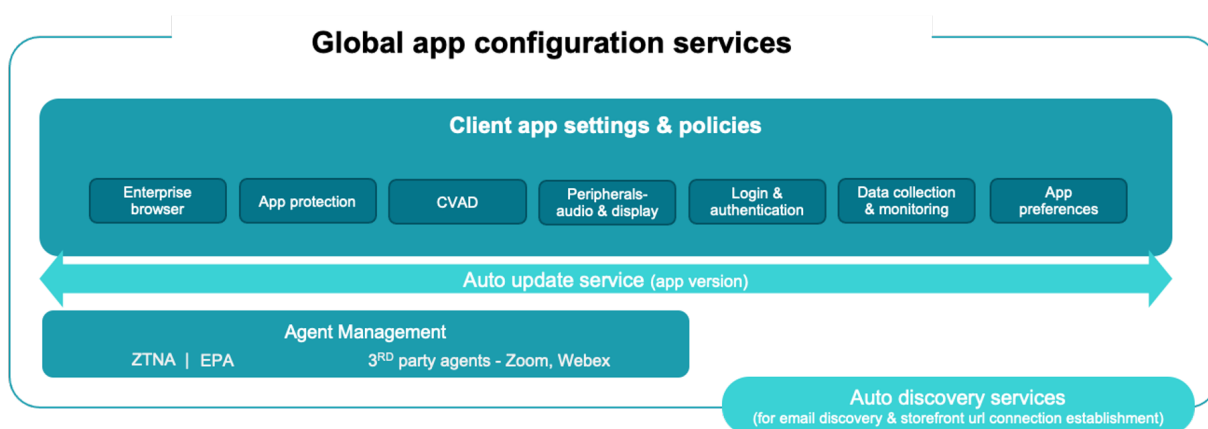 Global app configuration services
Client app settings & policies
Enterprise
browser
App protection
CVAD
Peripherals-
audio & display
Login &
authentication
Data collection
& monitoring
App
preferences
Auto update service (app version)
Agent Management
ZTNA | EPA
3RD party agents - Zoom, Webex
Auto discovery services
(for email discovery & storefront url connection establishment)